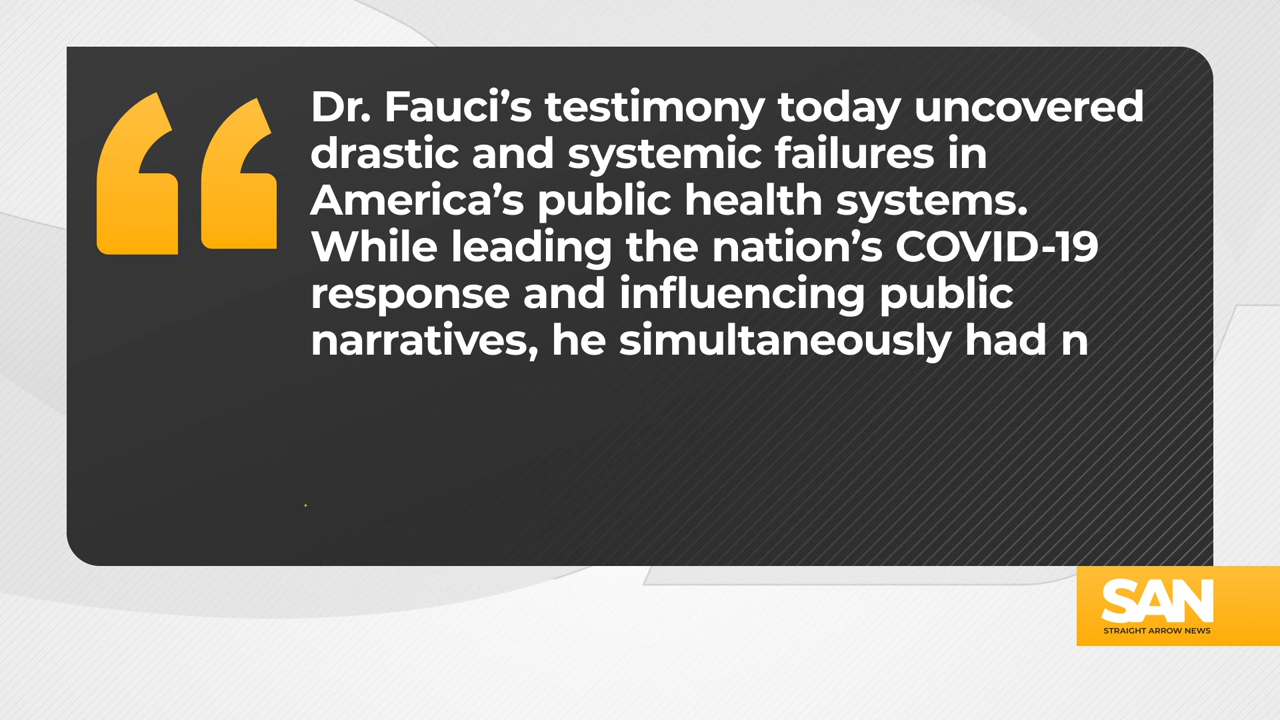 Dr. Fauci’s testimony today uncovered
drastic and systemic failures in
America’s public health systems.
While leading the nation’s COVID-19
response and influencing public
narratives, he simultaneously had n
SAN
STRAIGHT ARROW NEWS